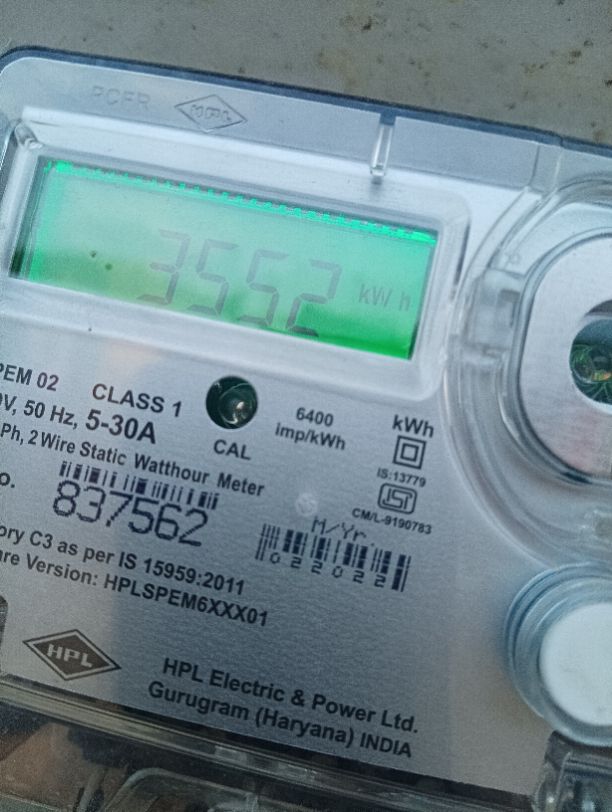 HPL
3552 kWh
PEM 02 CLASS 1
V, 50 Hz, 5-30A
CAL
6400
imp/kWh
kWh
Ph, 2 Wire Static Watthour Meter
IS:13779
CM/L-9190783
o.
837562
M/Yr.
022022
ory C3 as per IS 15959:2011
re Version: HPLSPEM6XXX01
HPL
HPL Electric & Power Ltd.
Gurugram (Haryana) INDIA